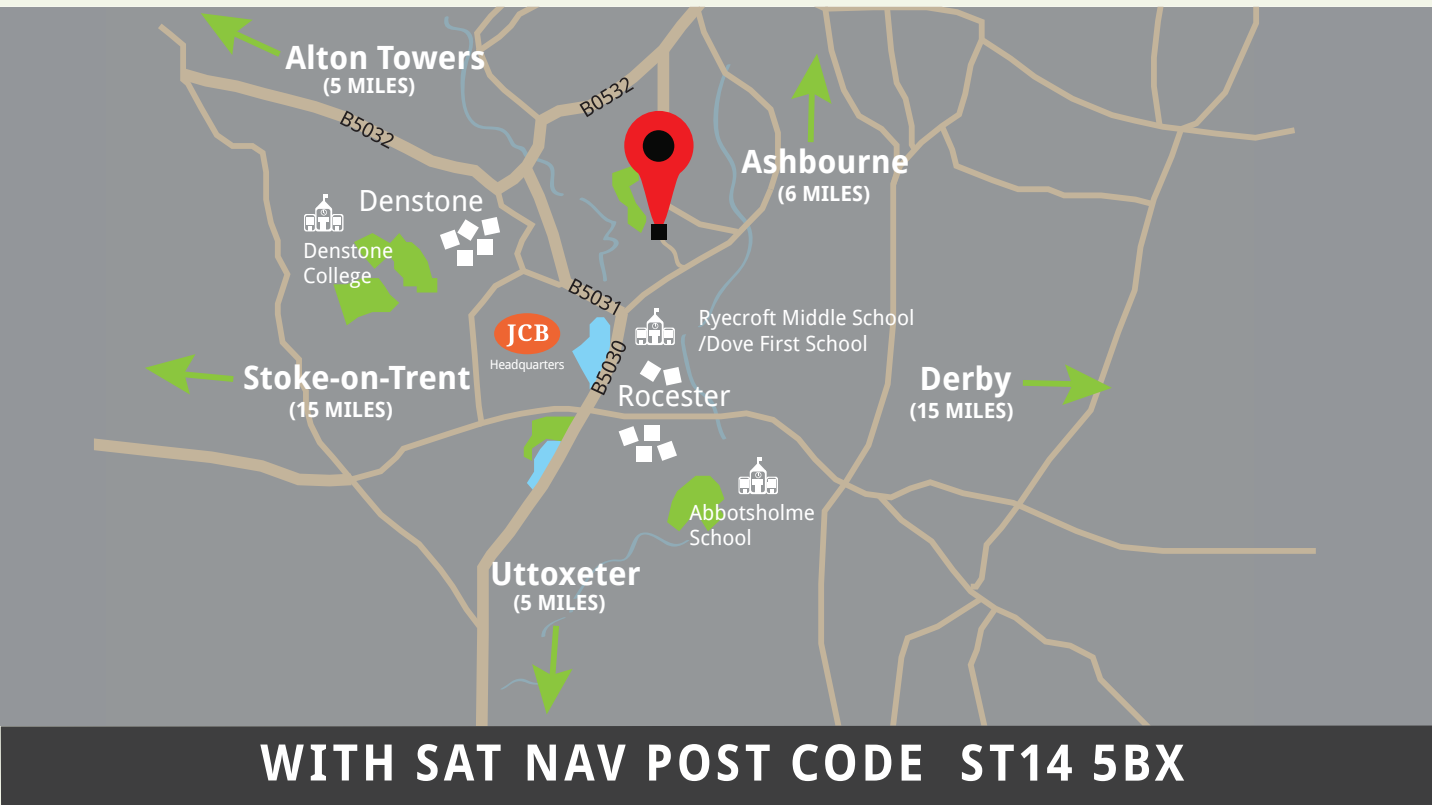 Alton Towers
(5 MILES)
B0532
B5032
Ashbourne
(6 MILES)
Denstone
Denstone
College
B5031
JCB
Headquarters
Ryecroft Middle School
/Dove First School
B5030
Stoke-on-Trent
(15 MILES)
Rocester
Derby
(15 MILES)
Abbotsholme
School
Uttoxeter
(5 MILES)
WITH SAT NAV POST CODE ST14 5BX